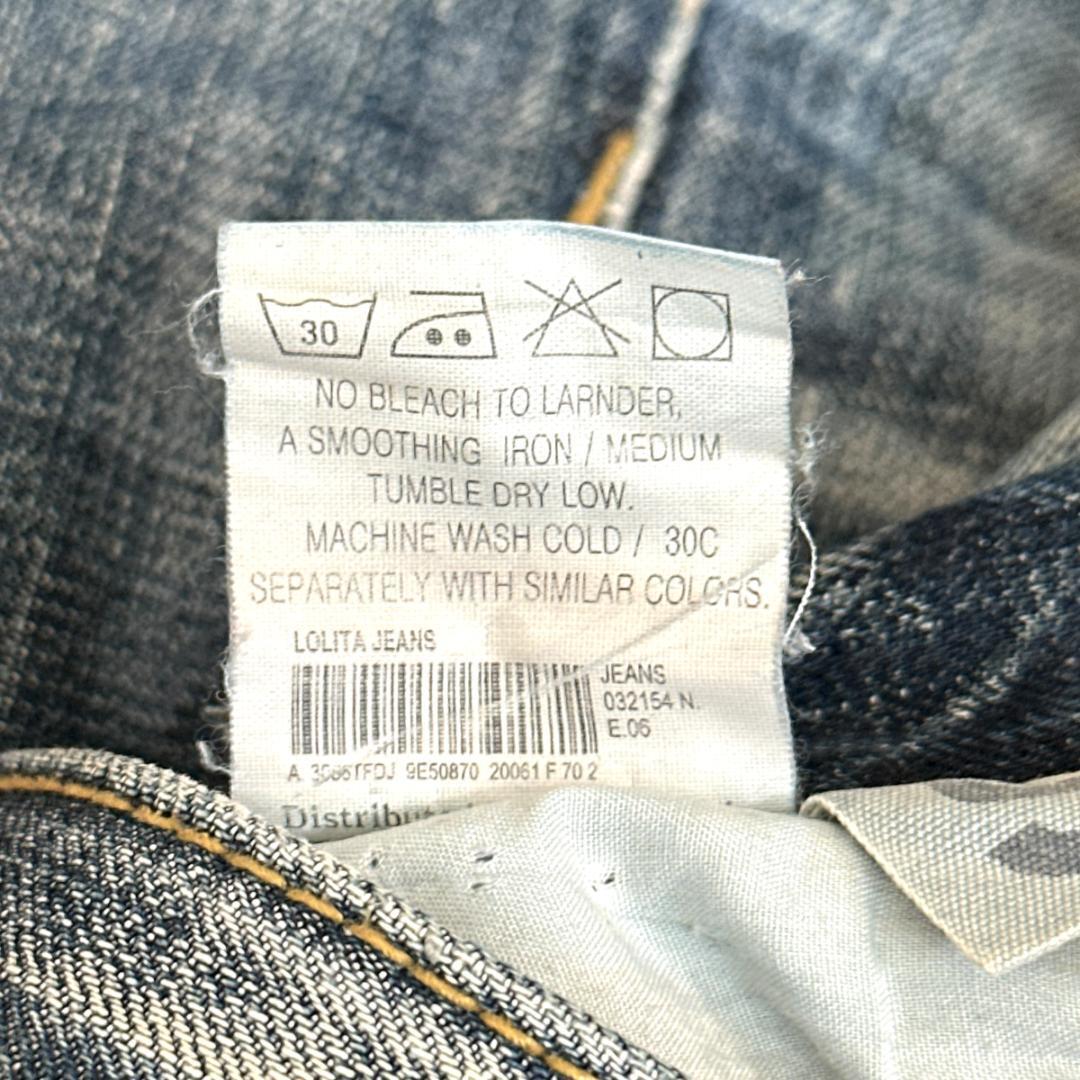 30
NO BLEACH TO LARNDER,
A SMOOTHING IRON / MEDIUM
TUMBLE DRY LOW.
MACHINE WASH COLD / 30C
SEPARATELY WITH SIMILAR COLORS.
LOLITA JEANS
JEANS
032154 N.
E.06
A 9E50870 20061 F 70 2